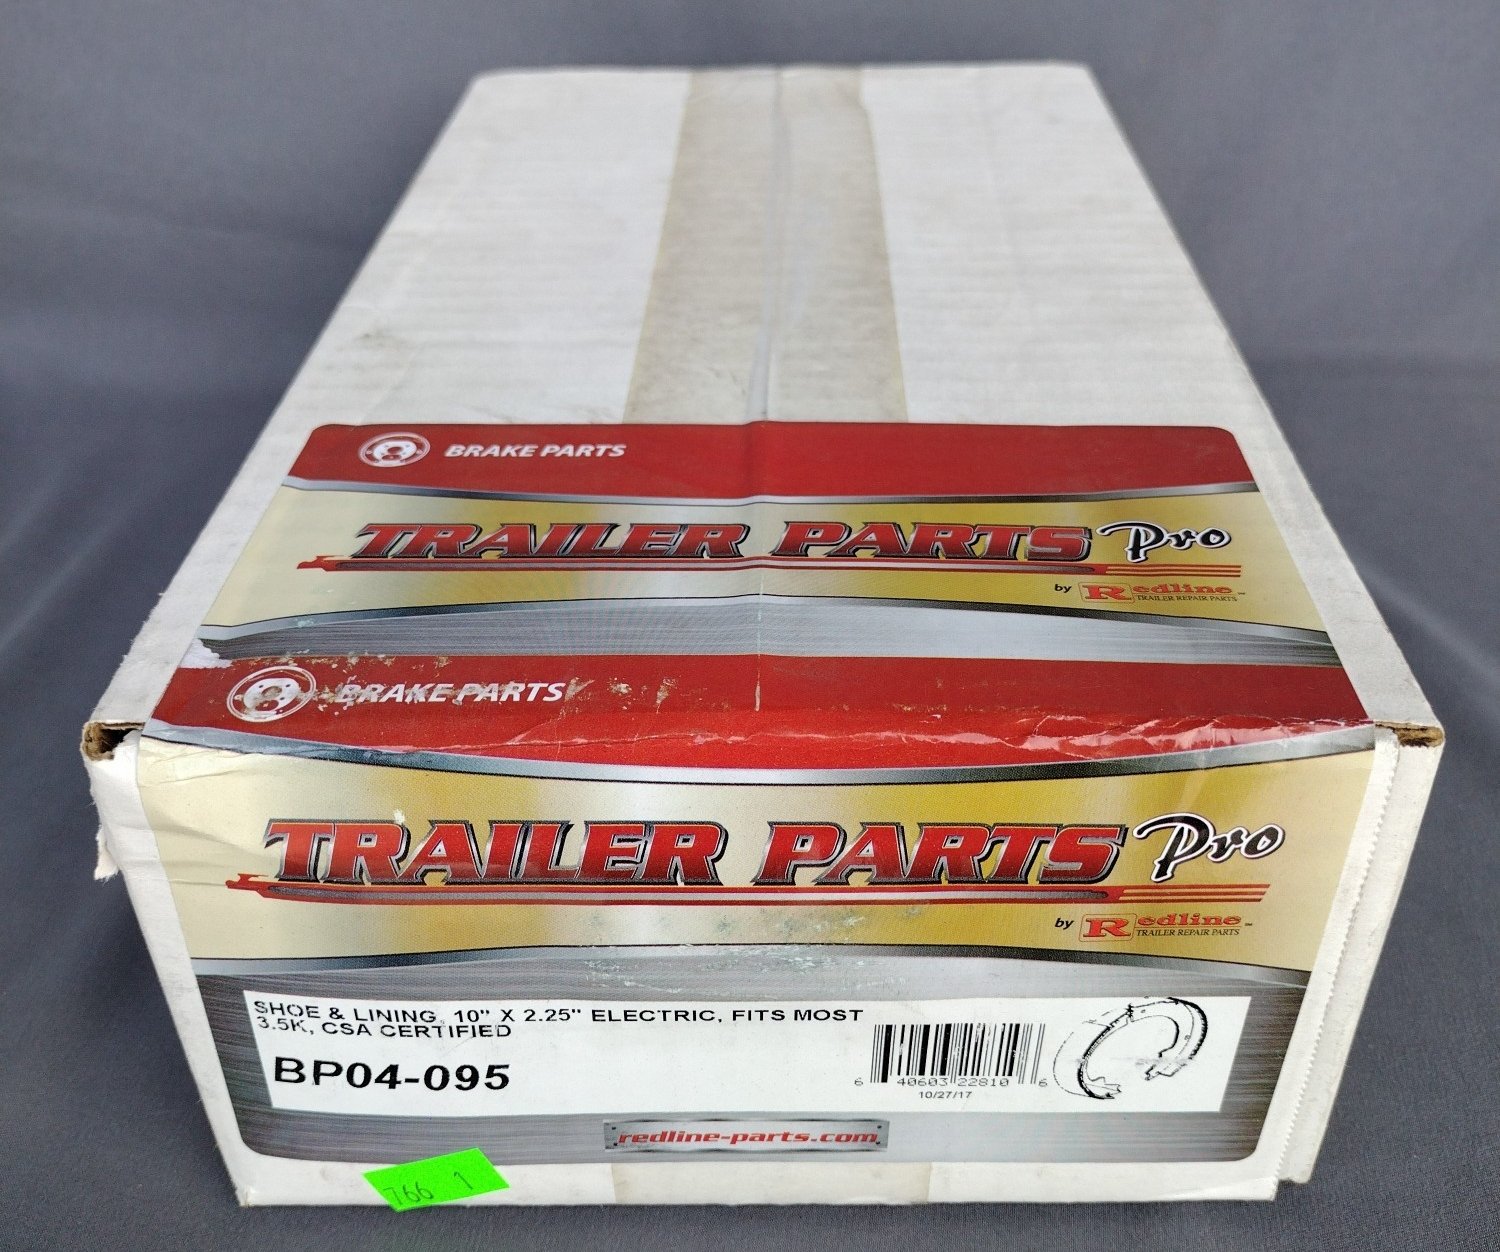 BRAKE PARTS
TRAILER PARTS Pro
by Redline
TRAILER REPAIR PARTS
BRAKE PARTS
TRAILER PARTS Pro
by Redline
TRAILER REPAIR PARTS
SHOE & LINING, 10" X 2.25" ELECTRIC, FITS MOST
3.5K, CSA CERTIFIED
BP04-095
6 40603 22810 6
10/27/17
redline-parts.com
766 1